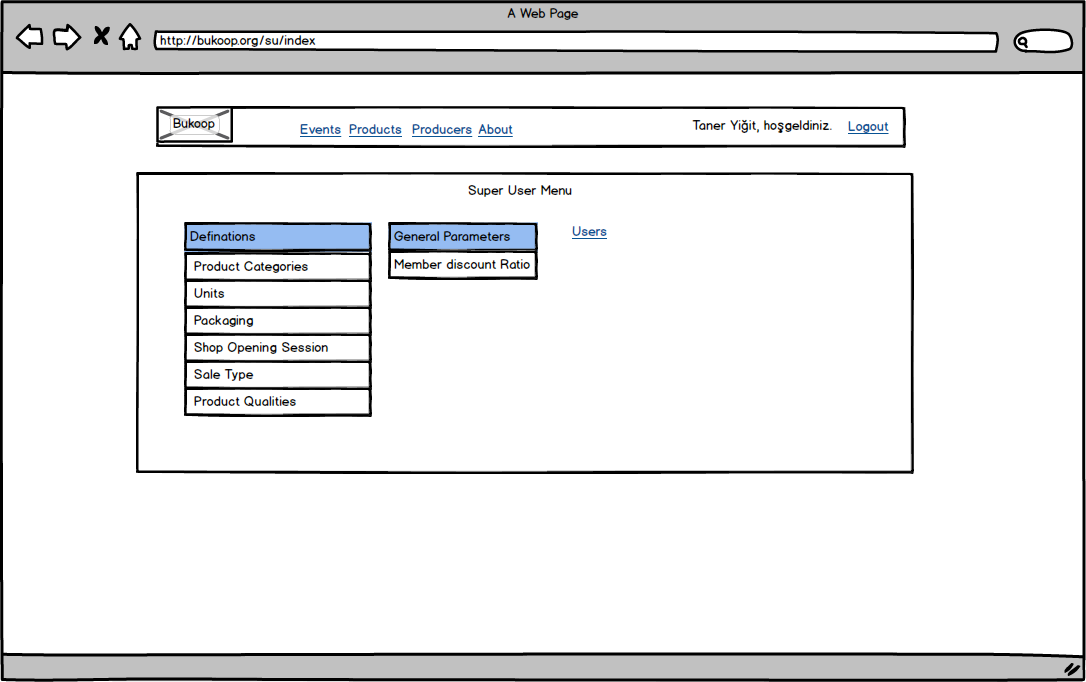 A Web Page
http://bukoop.org/su/index
Bukoop
Events Products Producers About
Taner Yiğit, hoşgeldiniz. Logout
Super User Menu
Definations
Product Categories
Units
Packaging
Shop Opening Session
Sale Type
Product Qualities
General Parameters
Member discount Ratio
Users